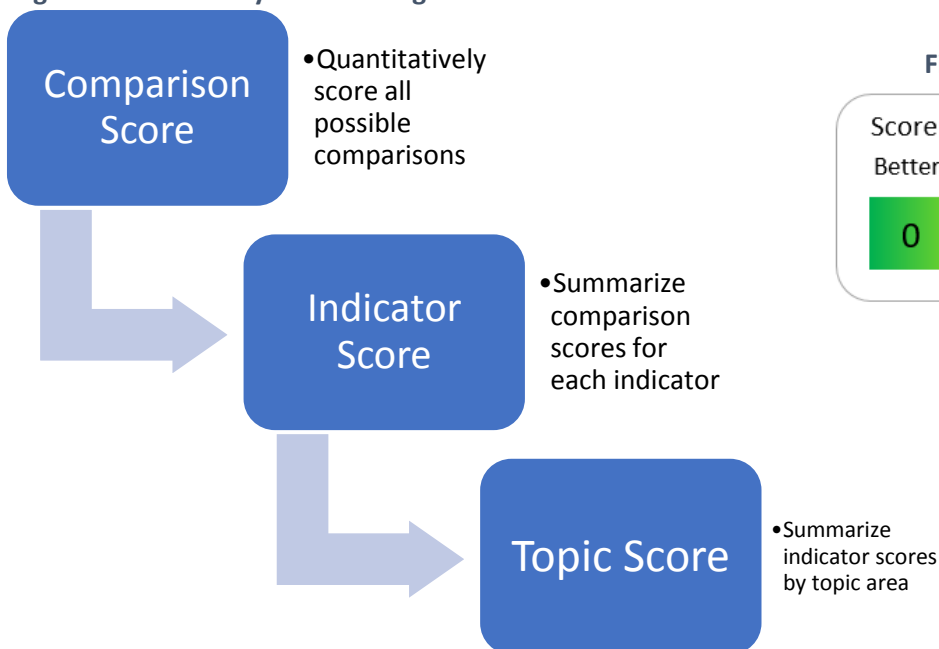 Comparison
Score
•Quantitatively
score all
possible
comparisons
F
Score
Better
0
Indicator
Score
•Summarize
comparison
scores for
each indicator
Topic Score
•Summarize
indicator scores
by topic area